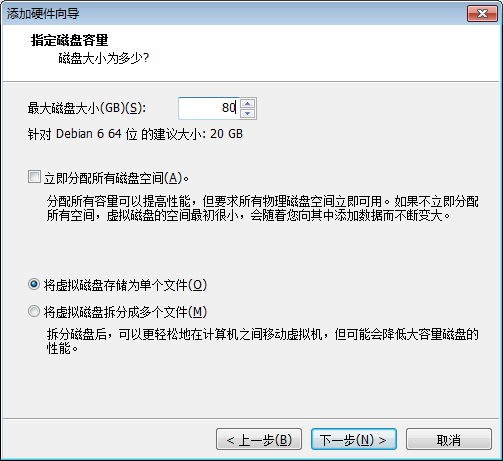 添加硬件向导
指定磁盘容量
磁盘大小为多少?
最大磁盘大小(GB)(S): 80
针对 Debian 6 64 位 的建议大小: 20 GB
立即分配所有磁盘空间(A)。
分配所有容量可以提高性能，但要求所有物理磁盘空间立即可用。如果不立即分配
所有空间，虚拟磁盘的空间最初很小，会随着您向其中添加数据而不断变大。
将虚拟磁盘存储为单个文件(O)
将虚拟磁盘拆分成多个文件(M)
拆分磁盘后，可以更轻松地在计算机之间移动虚拟机，但可能会降低大容量磁盘的
性能。
< 上一步(B) 下一步(N) > 取消